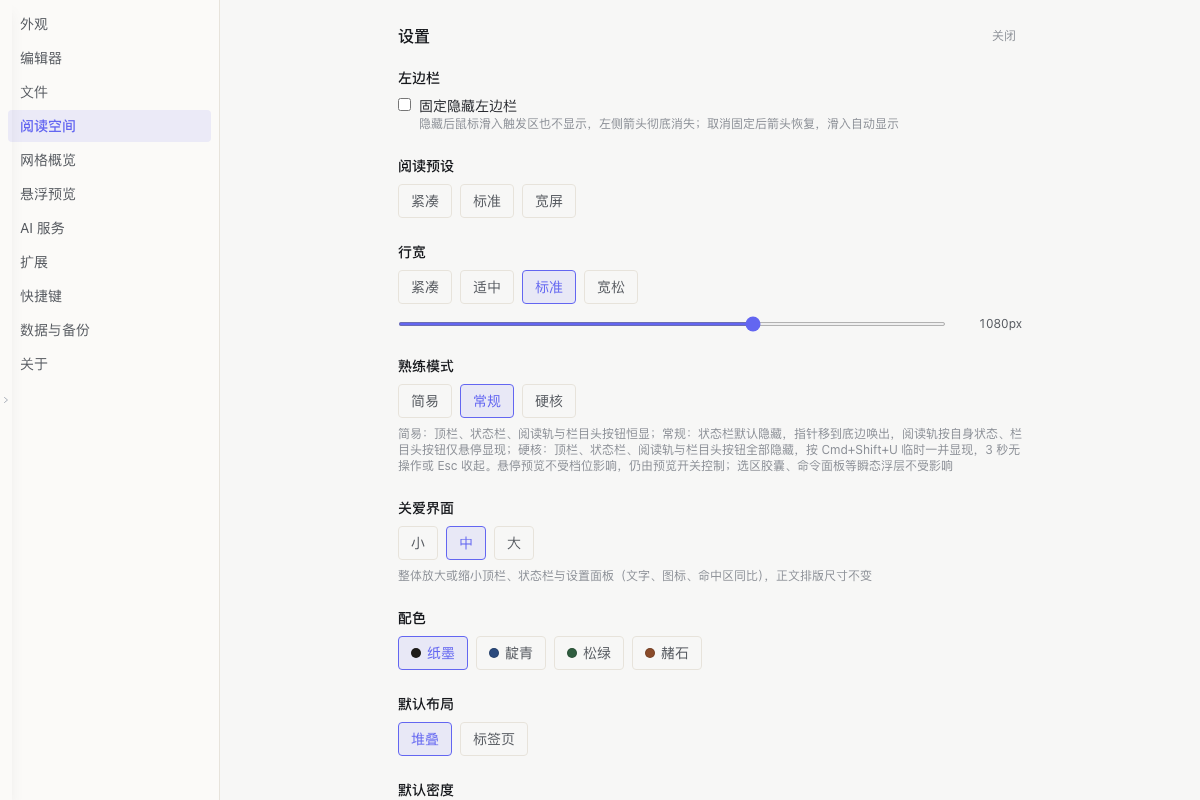 外观
编辑器
文件
阅读空间
网格概览
悬浮预览
AI 服务
扩展
快捷键
数据与备份
关于
设置
关闭
左边栏
固定隐藏左边栏
隐藏后鼠标滑入触发区也不显示，左侧箭头彻底消失；取消固定后箭头恢复，滑入自动显示
阅读预设
紧凑 标准 宽屏
行宽
紧凑 适中 标准 宽松
1080px
熟练模式
简易 常规 硬核
简易：顶栏、状态栏、阅读轨与栏目头按钮恒显；常规：状态栏默认隐藏，指针移到底边唤出，阅读轨按自身状态、栏
目头按钮仅悬停显现；硬核：顶栏、状态栏、阅读轨与栏目头按钮全部隐藏，按 Cmd+Shift+U 临时一并显现，3 秒无
操作或 Esc 收起。悬停预览不受档位影响，仍由预览开关控制；选区胶囊、命令面板等瞬态浮层不受影响
关爱界面
小 中 大
整体放大或缩小顶栏、状态栏与设置面板（文字、图标、命中区同比），正文排版尺寸不变
配色
纸墨 靛青 松绿 赭石
默认布局
堆叠 标签页
默认密度